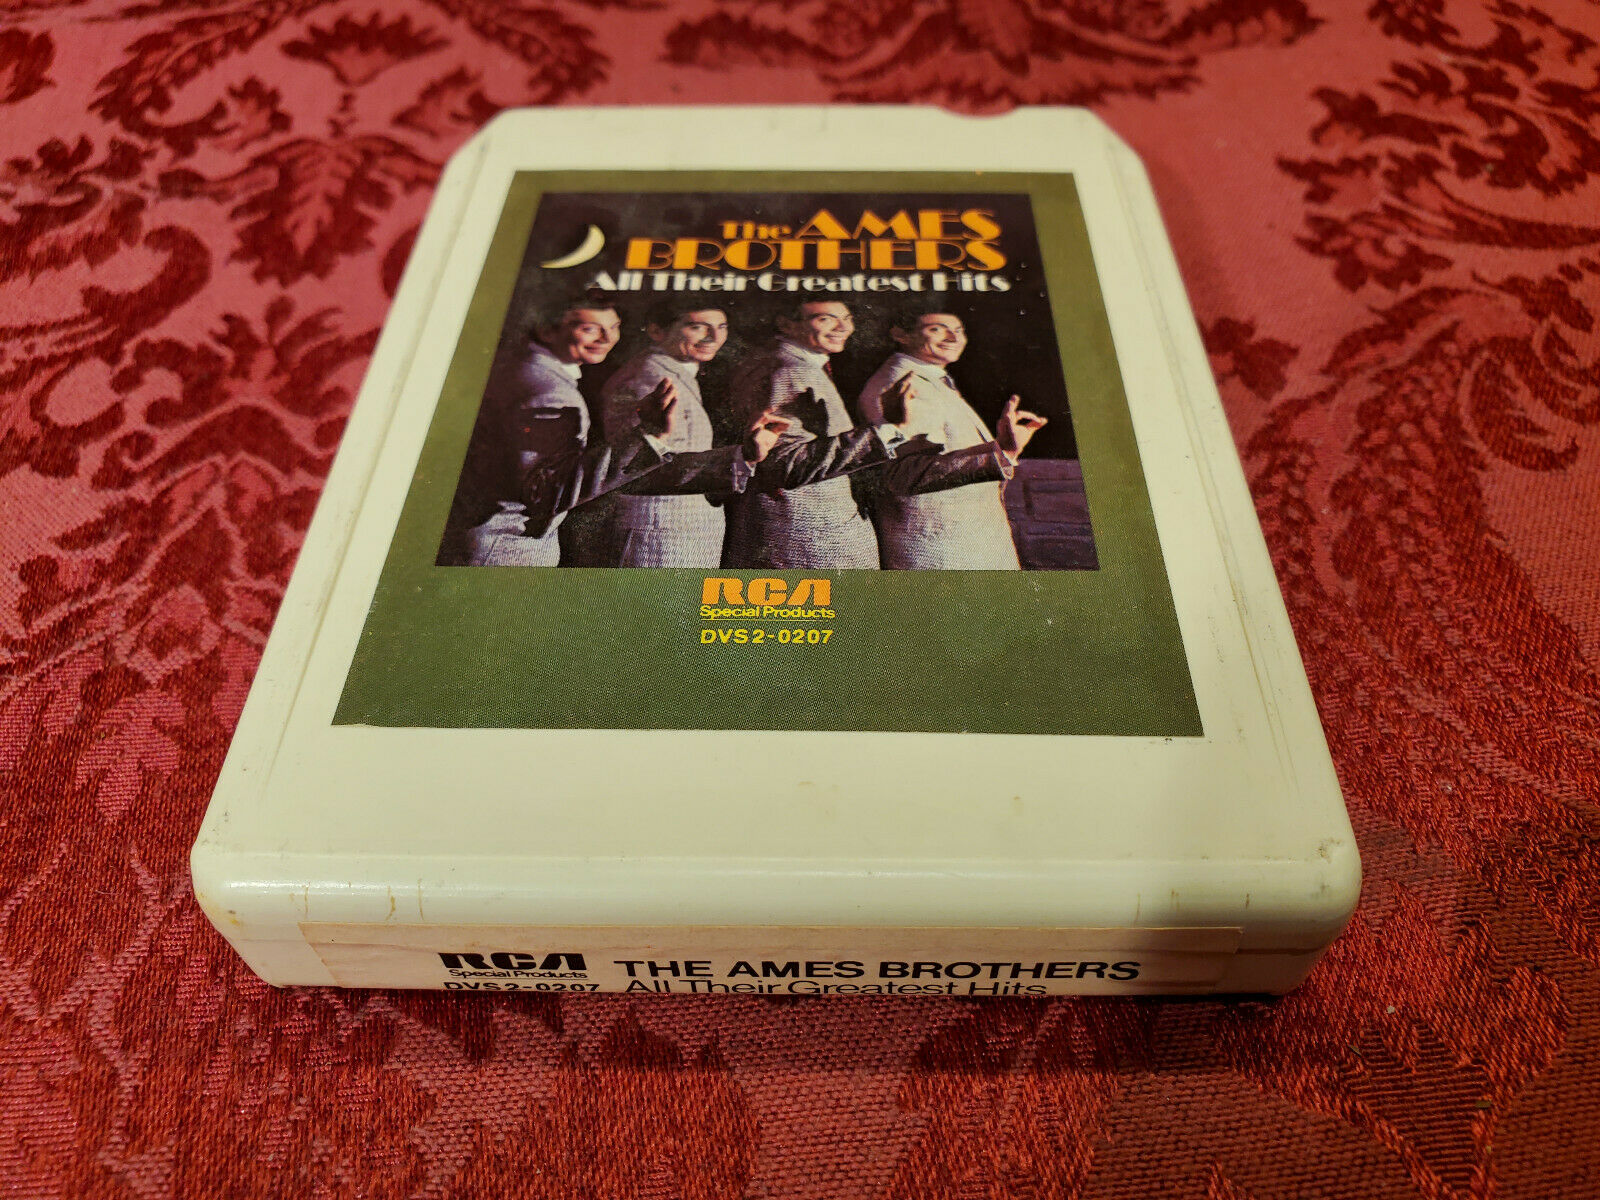 The AMES
BROTHERS
All Their Greatest Hits
RCA
Special Products
DVS2-0207
RCA
Special Products
DVS2-0207
THE AMES BROTHERS
All Their Greatest Hits